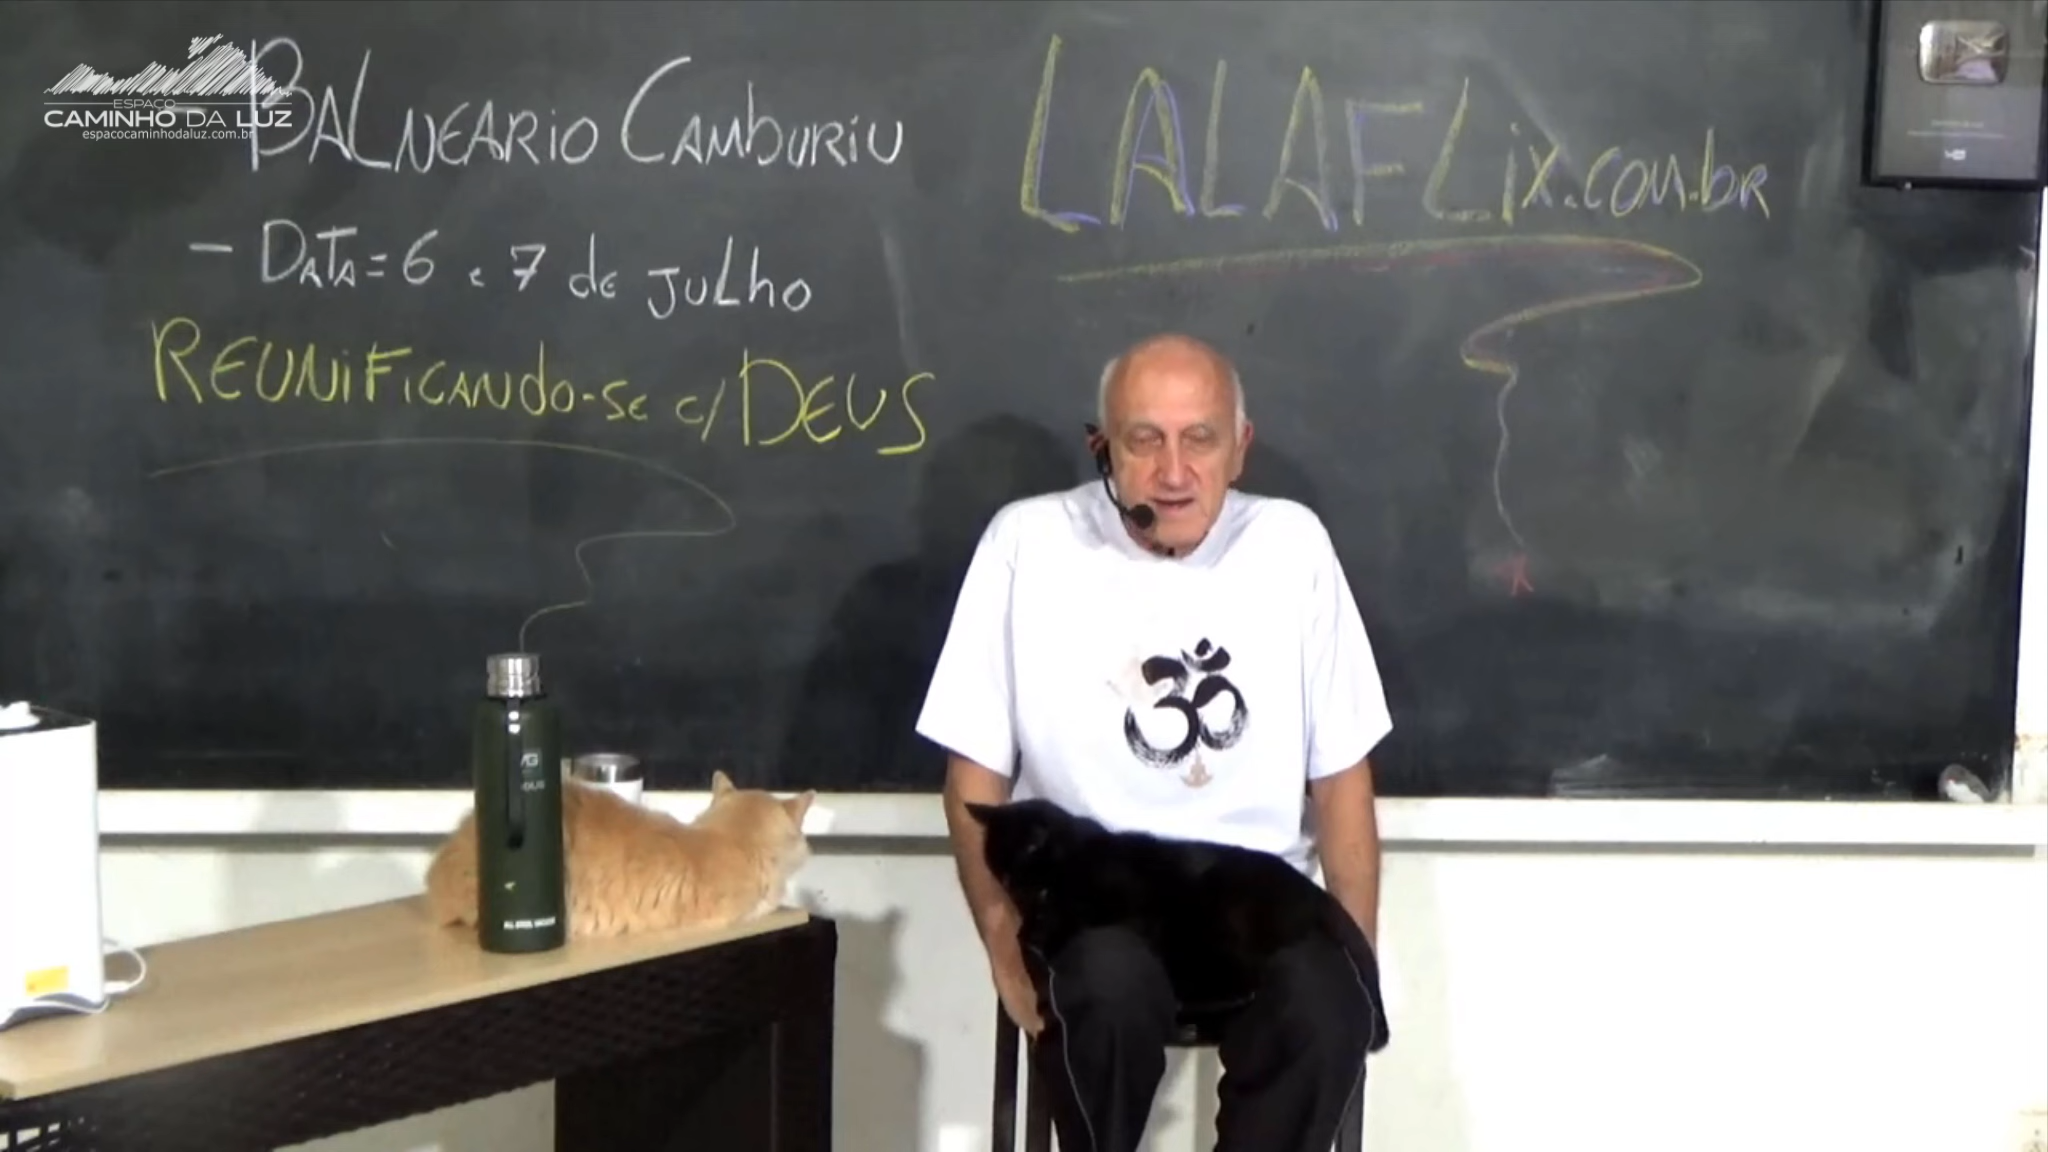 ESPAÇO
CAMINHO DA LUZ
espacocaminhodaluz.com.br
- BALNEARIO CAMBURIU
- DATA = 6 e 7 de JULHO
REUNIFICANDO-SE c/ DEUS
LALAFLix.COM.bR